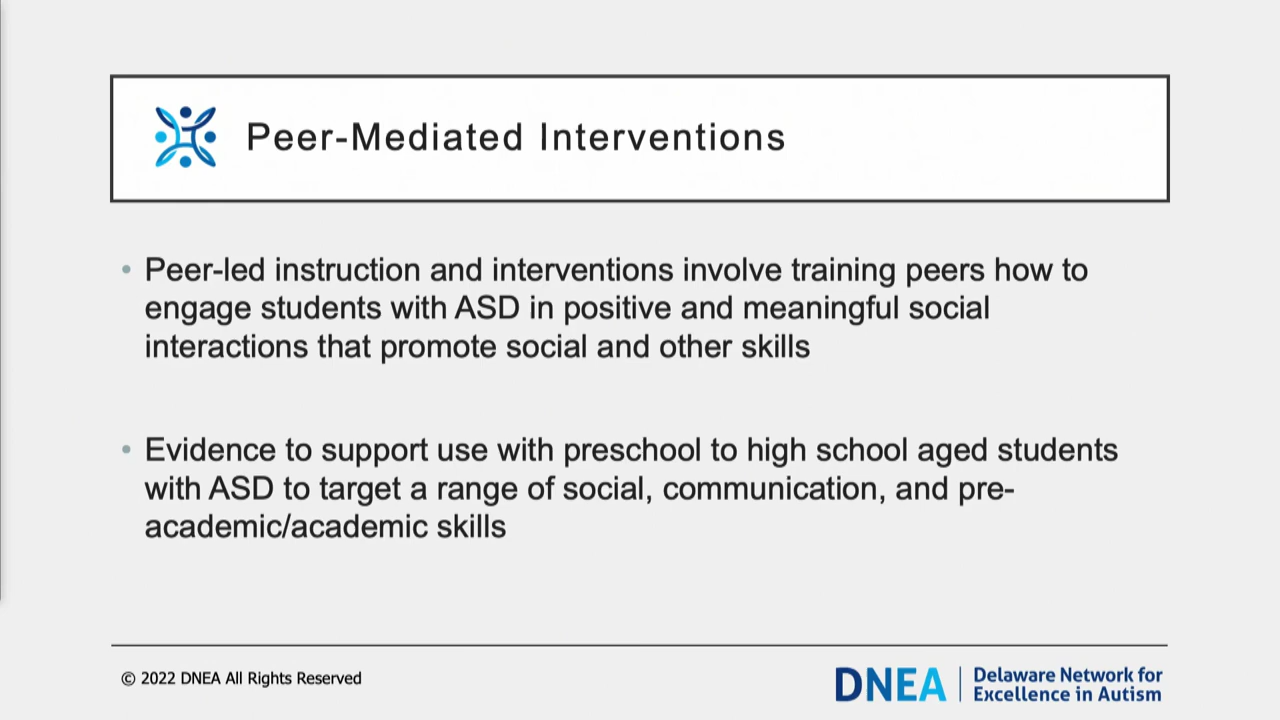 Peer-Mediated Interventions
• Peer-led instruction and interventions involve training peers how to
engage students with ASD in positive and meaningful social
interactions that promote social and other skills
• Evidence to support use with preschool to high school aged students
with ASD to target a range of social, communication, and pre-
academic/academic skills
© 2022 DNEA All Rights Reserved
DNEA
Delaware Network for
Excellence in Autism